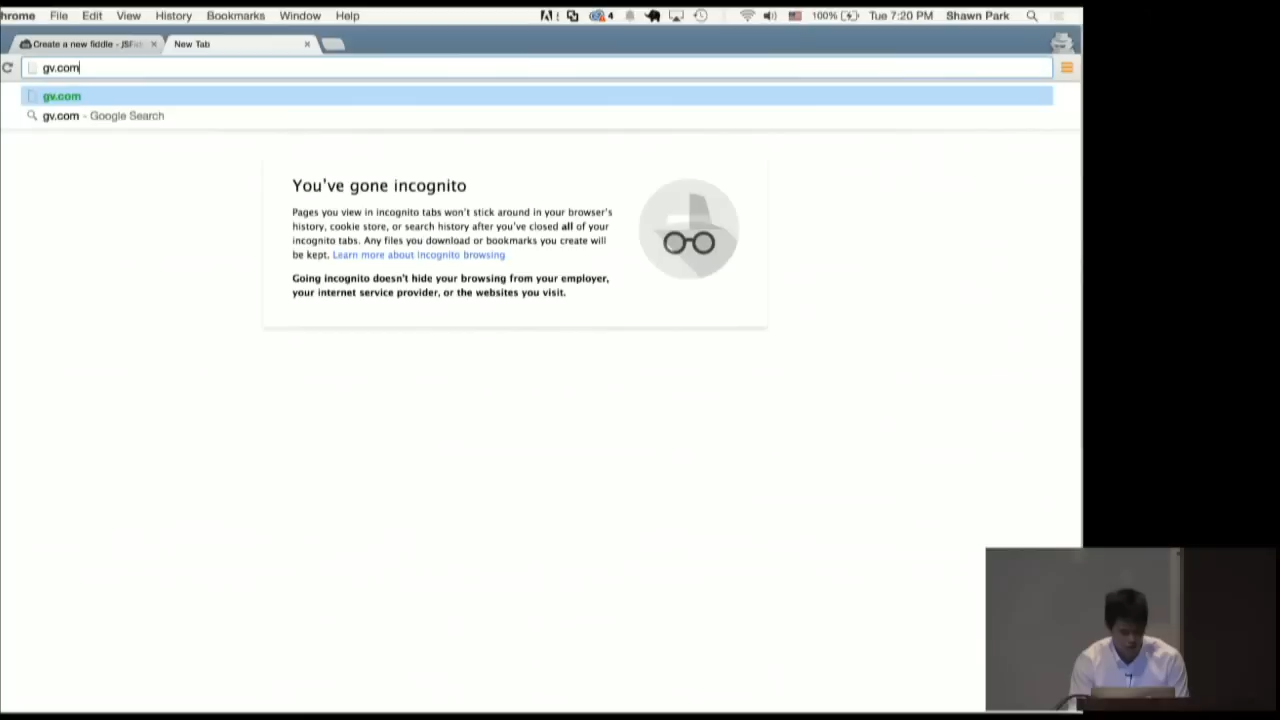 hrome File Edit View History Bookmarks Window Help 4 100% Tue 7:20 PM Shawn Park
Create a new fiddle - JSFi New Tab
gv.com
gv.com
gv.com - Google Search
You've gone incognito
Pages you view in incognito tabs won't stick around in your browser's
history, cookie store, or search history after you've closed all of your
incognito tabs. Any files you download or bookmarks you create will
be kept. Learn more about incognito browsing
Going incognito doesn't hide your browsing from your employer,
your internet service provider, or the websites you visit.